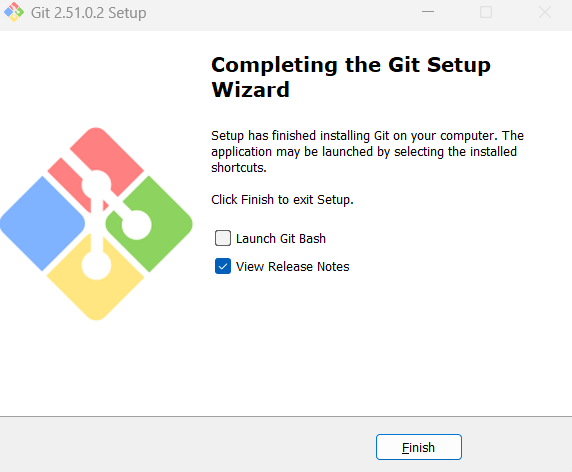 Git 2.51.0.2 Setup
Completing the Git Setup
Wizard
Setup has finished installing Git on your computer. The
application may be launched by selecting the installed
shortcuts.
Click Finish to exit Setup.
Launch Git Bash
View Release Notes
Finish